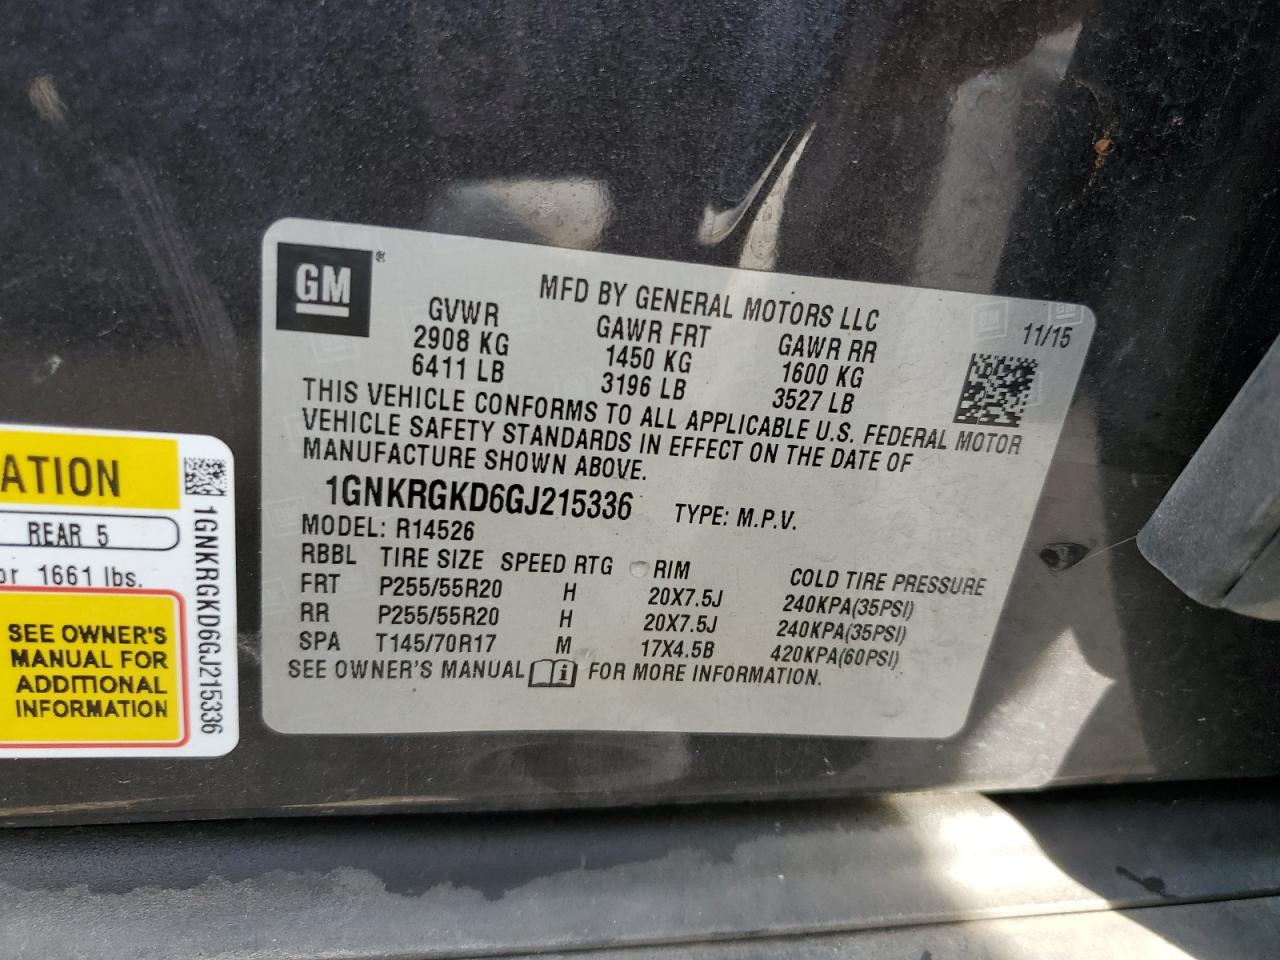 GM ®
MFD BY GENERAL MOTORS LLC
11/15
GVWR GAWR FRT GAWR RR
2908 KG 1450 KG 1600 KG
6411 LB 3196 LB 3527 LB
THIS VEHICLE CONFORMS TO ALL APPLICABLE U.S. FEDERAL MOTOR
VEHICLE SAFETY STANDARDS IN EFFECT ON THE DATE OF
MANUFACTURE SHOWN ABOVE.
1GNKRGKD6GJ215336 TYPE: M.P.V.
MODEL: R14526
RBBL TIRE SIZE SPEED RTG RIM COLD TIRE PRESSURE
FRT P255/55R20 H 20X7.5J 240KPA(35PSI)
RR P255/55R20 H 20X7.5J 240KPA(35PSI)
SPA T145/70R17 M 17X4.5B 420KPA(60PSI)
SEE OWNER'S MANUAL i FOR MORE INFORMATION.
ATION
REAR 5
or 1661 lbs.
SEE OWNER'S
MANUAL FOR
ADDITIONAL
INFORMATION
1GNKRGKD6GJ215336